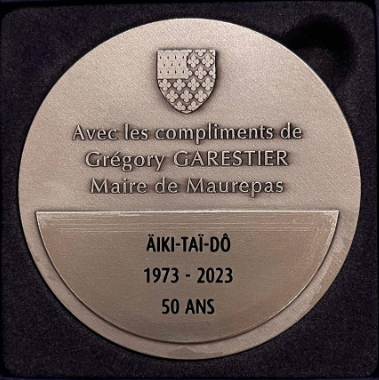 Avec les compliments de
Grégory GARESTIER
Maire de Maurepas
ÄIKI-TAÏ-DÔ
1973 - 2023
50 ANS